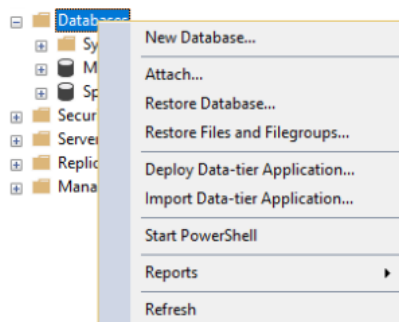 Databases
New Database...
Attach...
Restore Database...
Restore Files and Filegroups...
Deploy Data-tier Application...
Import Data-tier Application...
Start PowerShell
Reports
Refresh